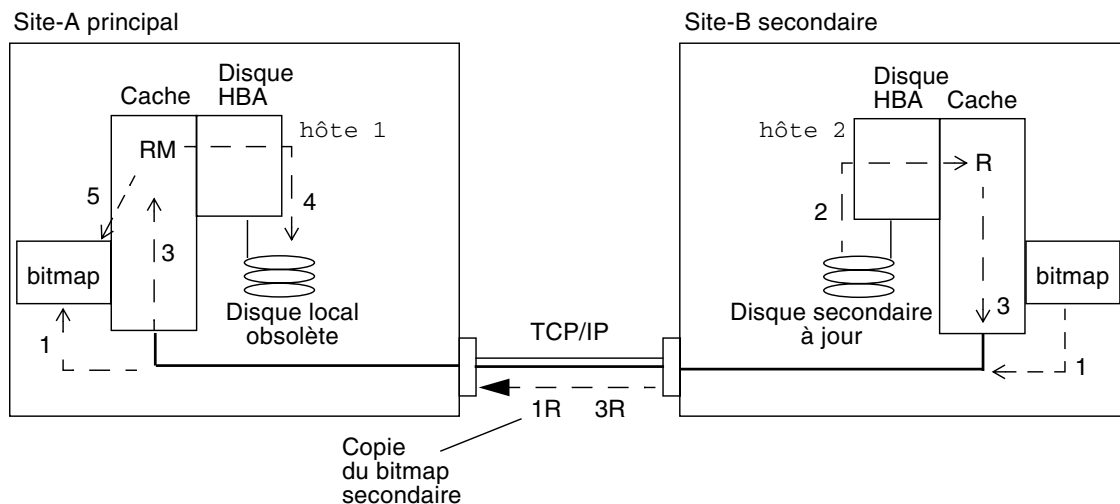 Site-A principal
Site-B secondaire
Disque
HBA
Cache
hôte 1
RM
5
4
3
bitmap
1
Disque local
obsolète
Disque
HBA
Cache
hôte 2
R
2
3
bitmap
1
Disque secondaire
à jour
TCP/IP
1R 3R
Copie
du bitmap
secondaire